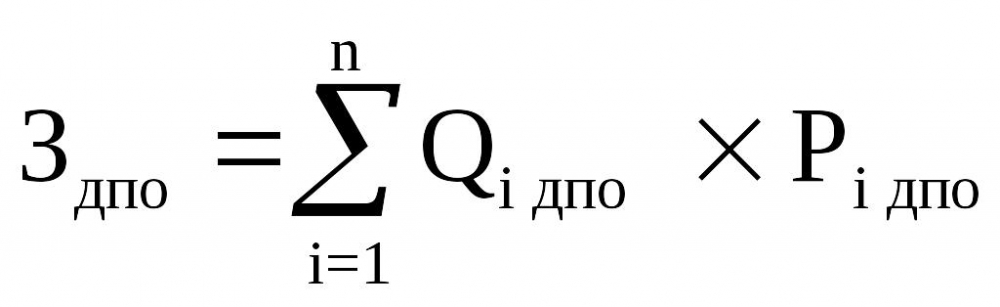 n
З дпо = ∑ Q i дпо × P i дпо
i=1